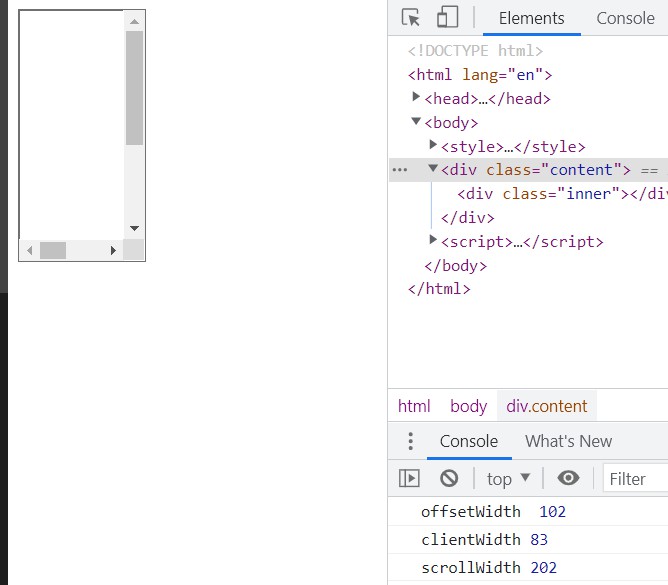 Elements Console
<!DOCTYPE html>
<html lang="en">
<head>…</head>
<body>
<style>…</style>
<div class="content"> ==
<div class="inner"></di
</div>
<script>…</script>
</body>
</html>
html body div.content
Console What's New
top Filter
offsetWidth 102
clientWidth 83
scrollWidth 202